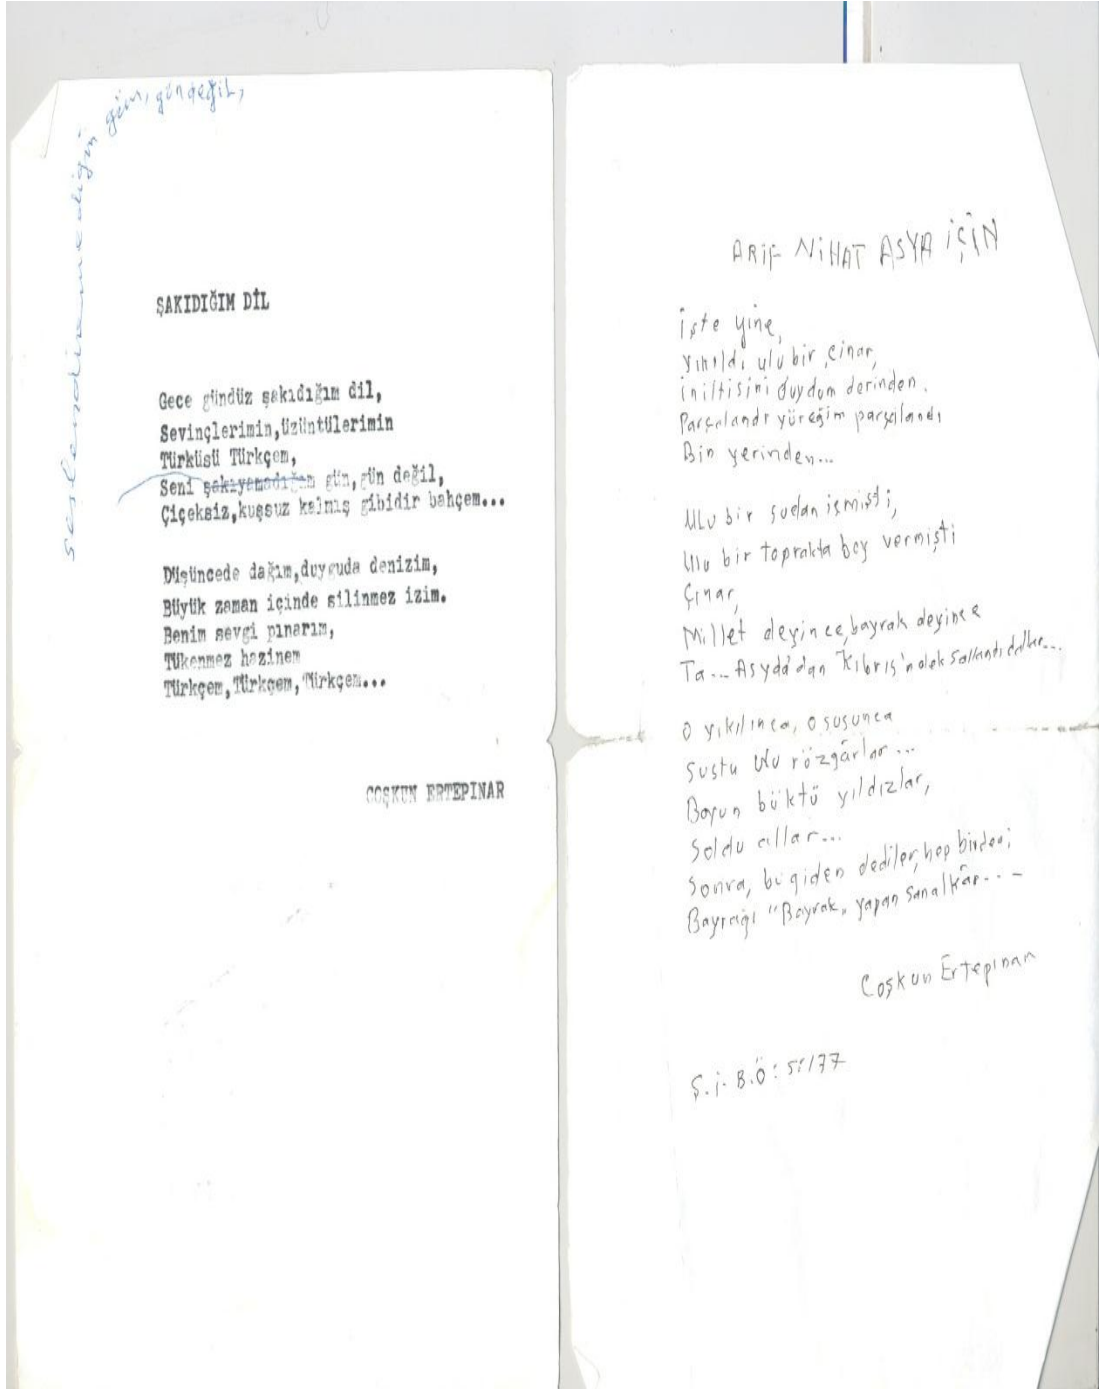 seslendiremediğim gün, gün değil,
ŞAKIDIĞIM DİL
Gece gündüz şakıdığım dil,
Sevinçlerimin,üzüntülerimin
Türküsü Türkçem,
Seni şakıyamadığım gün,gün değil,
Çiçeksiz,kuşsuz kalmış gibidir bahçem...
Düşüncede dağım,duyguda denizim,
Büyük zaman içinde silinmez izim.
Benim sevgi pınarım,
Tükenmez hazinem
Türkçem,Türkçem,Türkçem...
COŞKUN ERTEPINAR
ARİF NİHAT ASYA İÇİN
İşte yine,
Yıkıldı ulu bir çınar,
İniltisini duydum derinden.
Parçalandı yüreğim parçalandı
Bin yerinden...
Ulu bir sudan içmişti,
Ulu bir toprakta boy vermişti
Çınar,
Millet deyince,bayrak deyince
Ta... Asya'dan Kıbrıs'a dek sallandı dallar...
O yıkılınca, o susunca
Sustu ulu rüzgârlar...
Boyun büktü yıldızlar,
Soldu allar...
Sonra, bu giden dediler,hep birden;
Bayrağı "Bayrak" yapan sanatkâr...
Coşkun Ertepınar
Ş.İ. B.Ö: 51/77